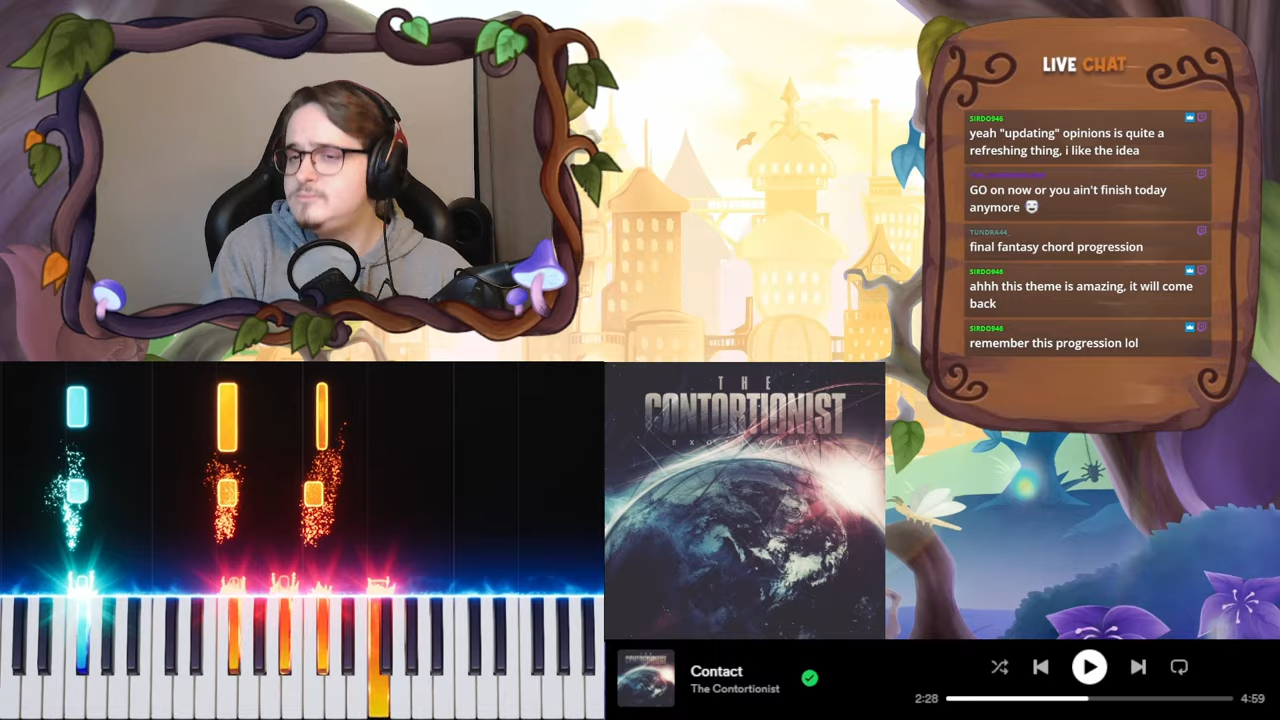 LIVE CHAT
SIRDO946
yeah "updating" opinions is quite a
refreshing thing, i like the idea
GO on now or you ain't finish today
anymore
TUNDRA44_
final fantasy chord progression
SIRDO946
ahhh this theme is amazing, it will come
back
SIRDO946
remember this progression lol
THE
CONTORTIONIST
EXOPLANET
CONTORTIONIST
Contact
The Contortionist
2:28
4:59